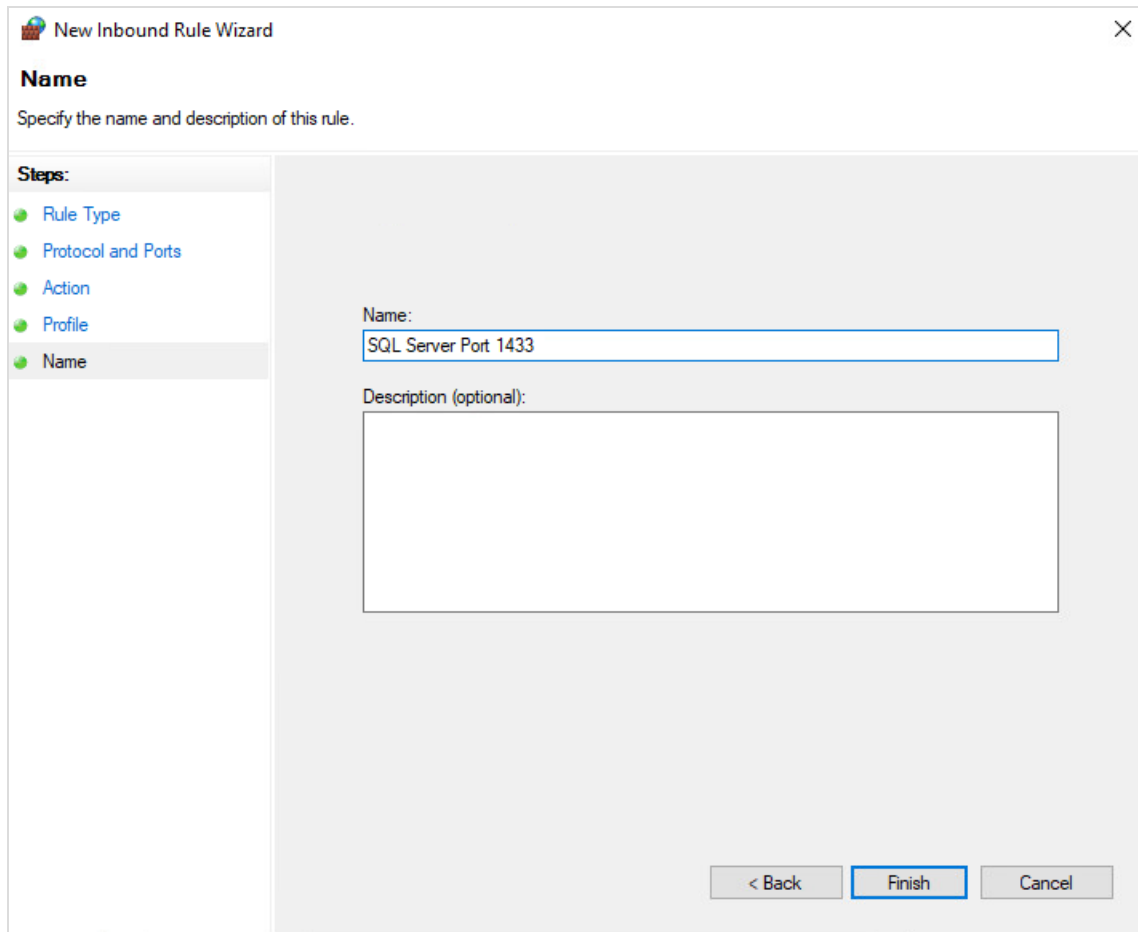 New Inbound Rule Wizard
Name
Specify the name and description of this rule.
Steps:
Rule Type
Protocol and Ports
Action
Profile
Name
Name:
SQL Server Port 1433
Description (optional):
< Back
Finish
Cancel